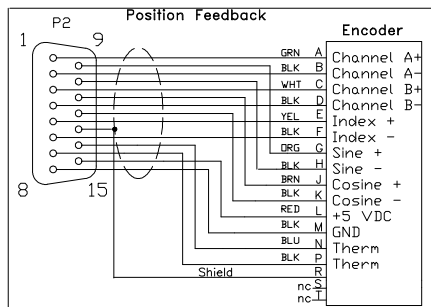 Position Feedback
P2
1 9
8 15
Encoder
GRN A Channel A+
BLK B Channel A-
WHT C Channel B+
BLK D Channel B-
YEL E Index +
BLK F Index -
ORG G Sine +
BLK H Sine -
BRN J Cosine +
BLK K Cosine -
RED L +5 VDC
BLK M GND
BLU N Therm
BLK P Therm
Shield R
nc S
nc T